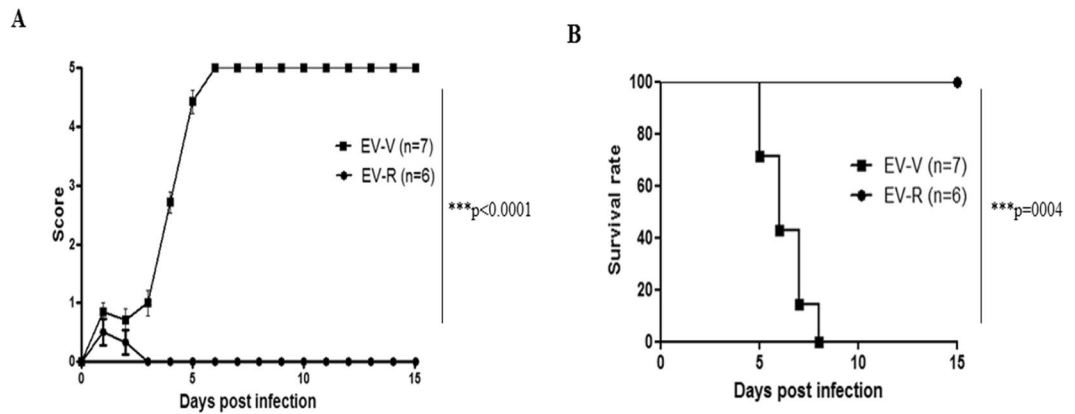 A
Score
5
4
3
2
1
0
0
5
10
15
Days post infection
EV-V (n=7)
EV-R (n=6)
***p<0.0001
B
Survival rate
100
80
60
40
20
0
0
5
10
15
Days post infection
EV-V (n=7)
EV-R (n=6)
***p=0004